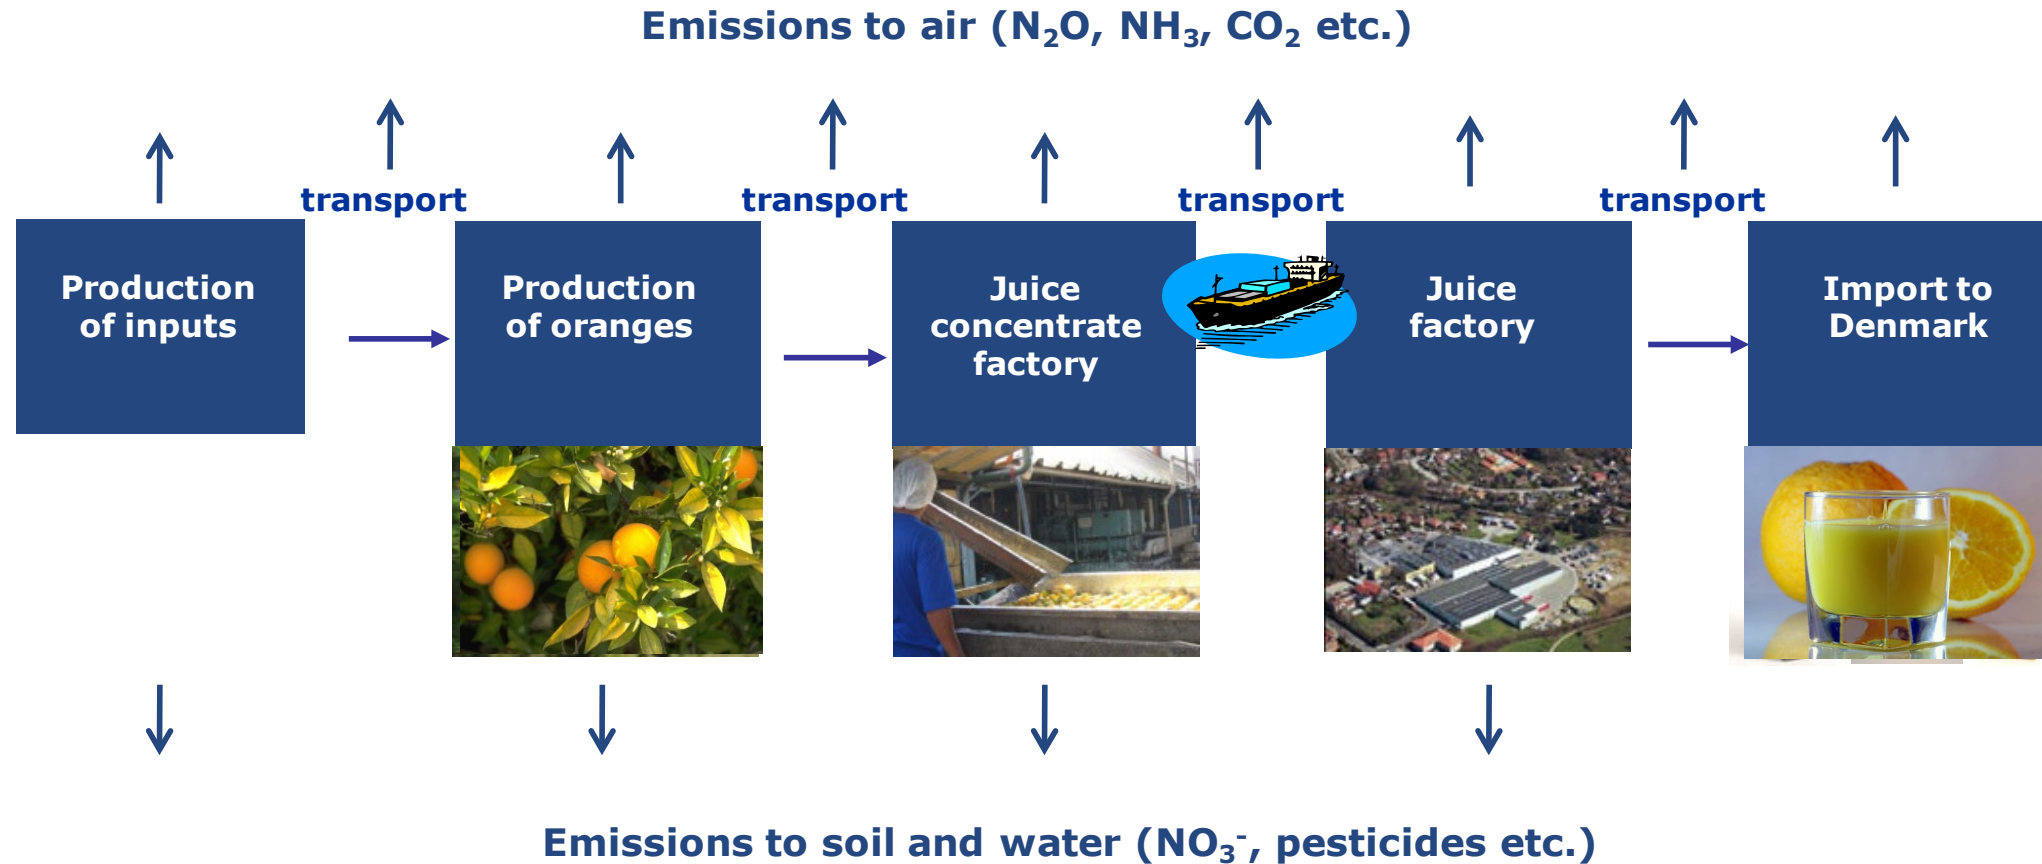 Emissions to air (N₂O, NH₃, CO₂ etc.)
transport
transport
transport
transport
Production
of inputs
Production
of oranges
Juice
concentrate
factory
Juice
factory
Import to
Denmark
Emissions to soil and water (NO₃⁻, pesticides etc.)